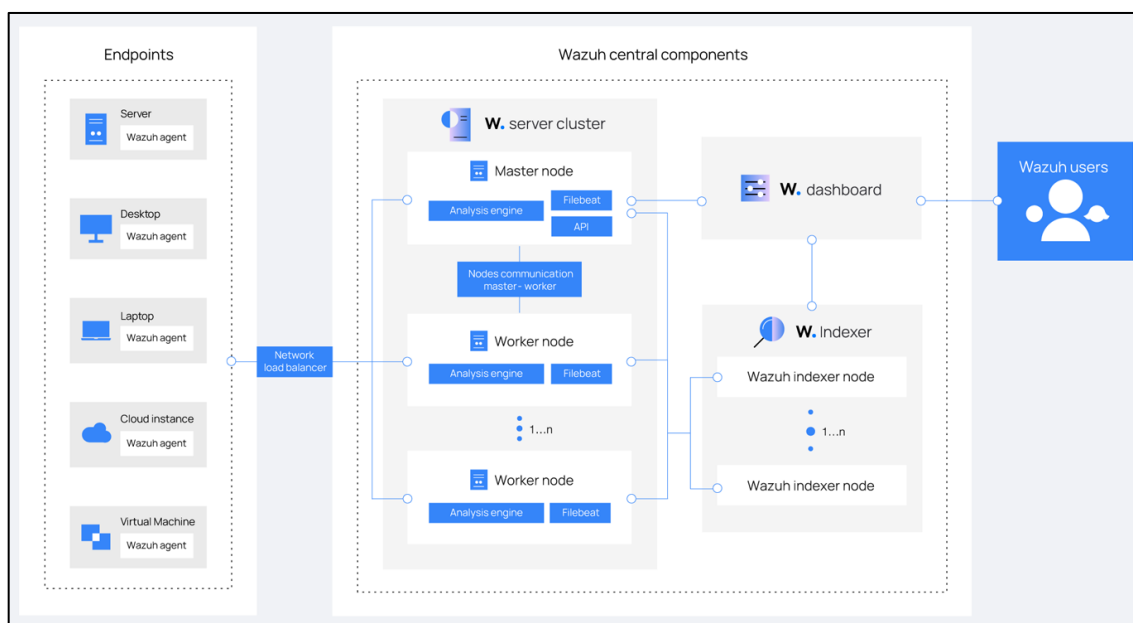 Endpoints
Server
Wazuh agent
Desktop
Wazuh agent
Laptop
Wazuh agent
Cloud instance
Wazuh agent
Virtual Machine
Wazuh agent
Network
load balancer
Wazuh central components
W. server cluster
Master node
Analysis engine
Filebeat
API
Nodes communication
master-worker
Worker node
Analysis engine
Filebeat
1...n
Worker node
Analysis engine
Filebeat
W. dashboard
W. Indexer
Wazuh indexer node
1...n
Wazuh indexer node
Wazuh users